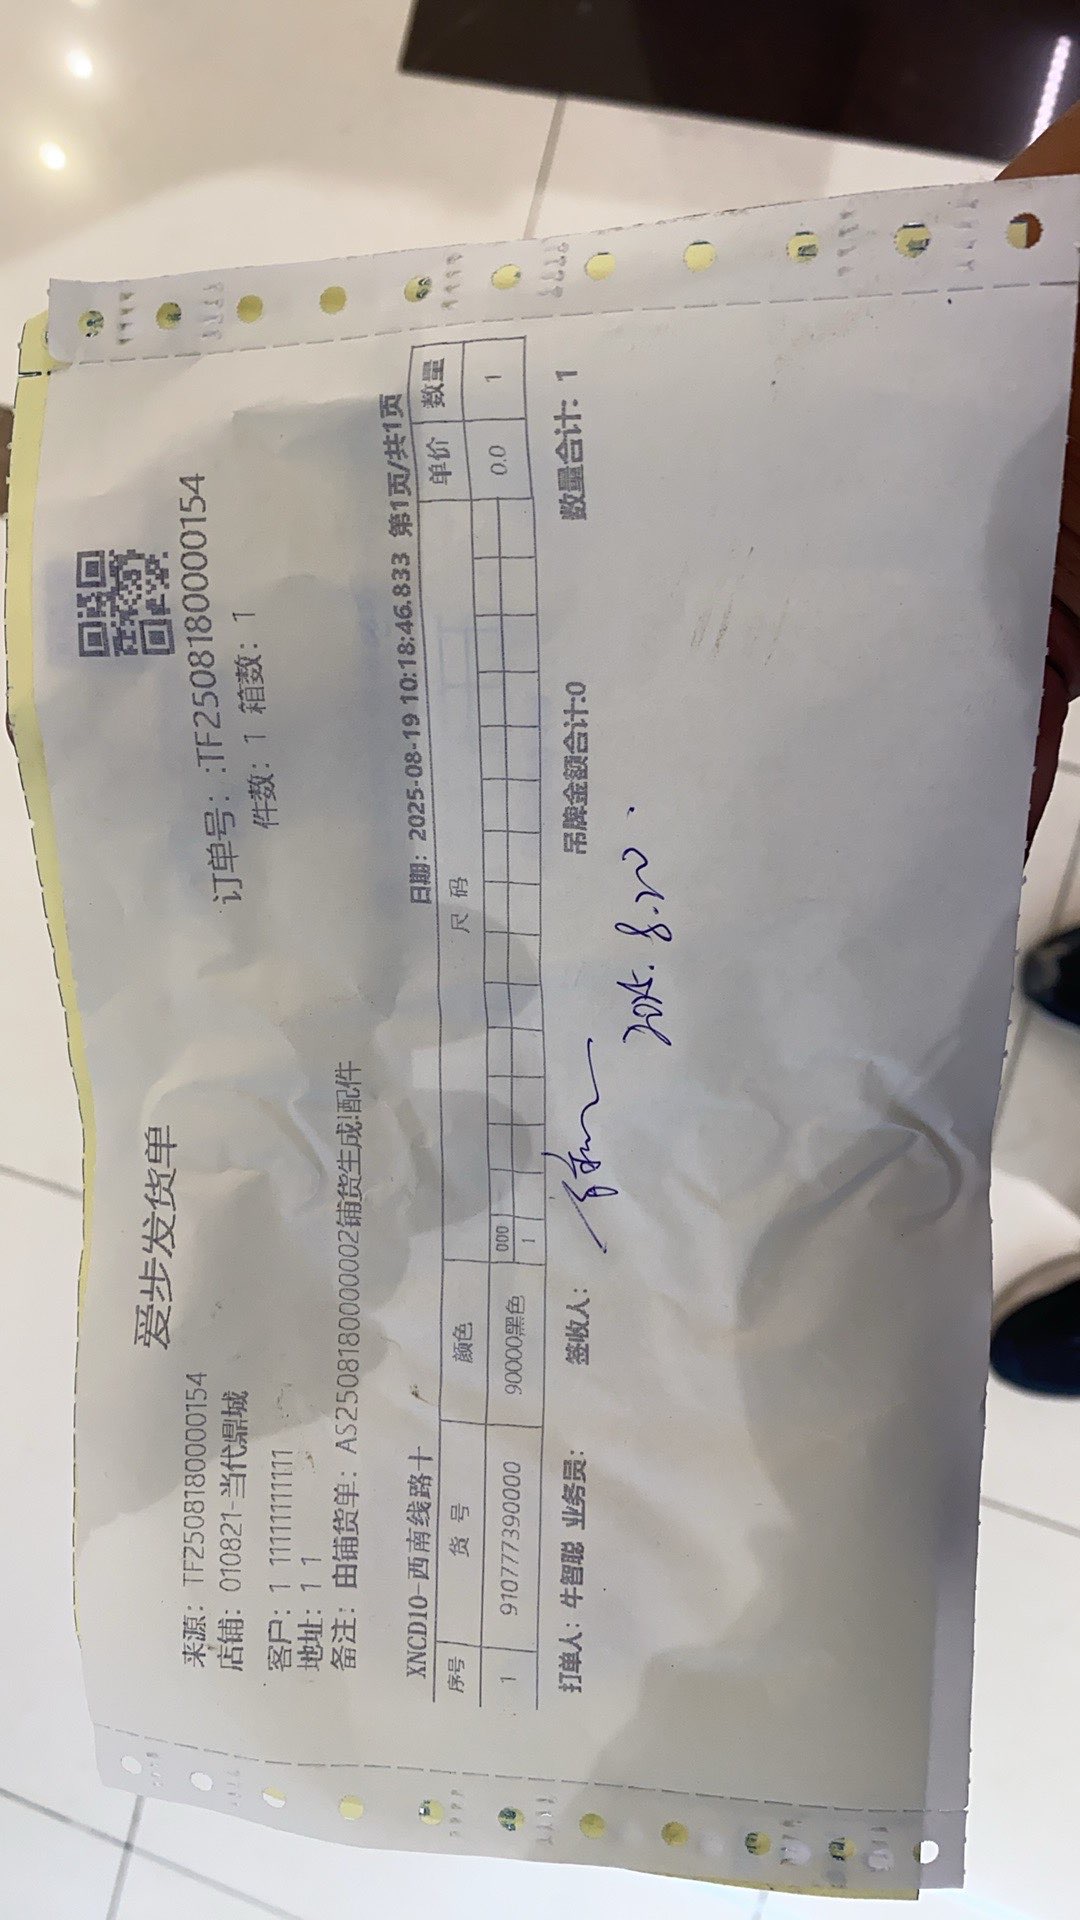 爱步发货单
来源：TF2508180000154
订单号：:TF2508180000154
店铺：010821-当代鼎城
件数：1 箱数：1
客户：1 11111111111
地址：1 1
备注：由铺货单：AS2508180000002铺货生成!配件
XNCD10-西南线路十 日期：2025-08-19 10:18:46.833 第1页/共1页
序号 货号 颜色 尺码 单价 数量
1 91077739000​0 90000黑色 000 0.0 1
1
打单人：牛智聪 业务员： 签收人： 吊牌金额合计:0 数量合计：1
2025.8.20.